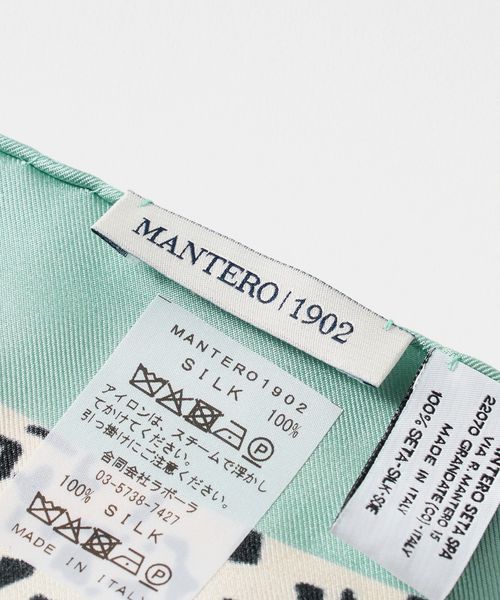 MANTERO | 1902
MANTERO1902
SILK 100%
アイロンは、スチームで浮かし
てかけてください。
引っ掛けにご注意ください。
合同会社ラポーラ
03-5738-7427
100% SILK
MADE IN ITALY
MANTERO SETA SPA
VIA R. MANTERO 15
22070 GRANDATE (CO) ITALY
MADE IN ITALY
100% SETA-SILK-SOIE